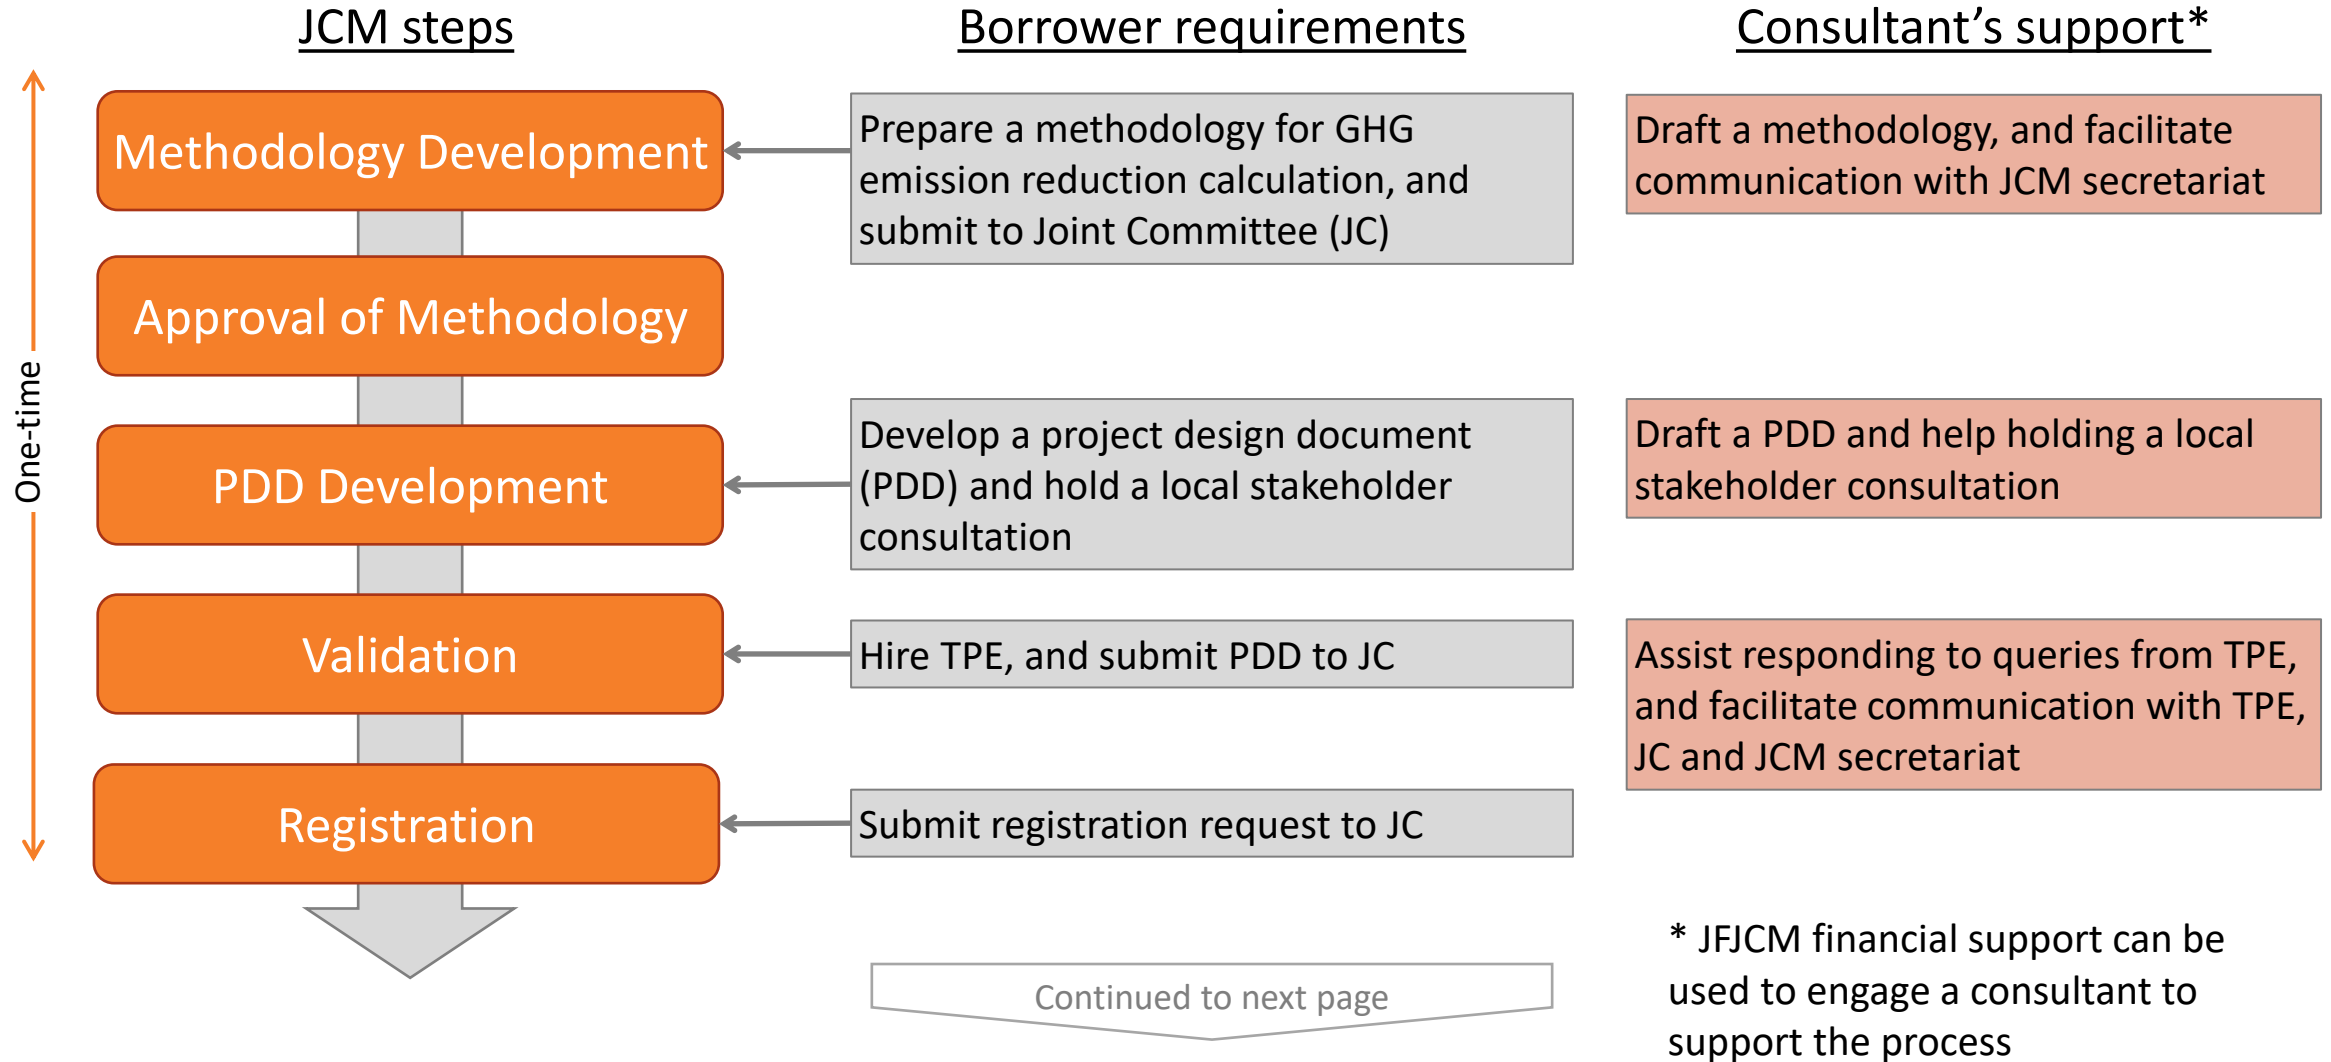 JCM steps
Borrower requirements
Consultant's support*
One-time
Methodology Development
Prepare a methodology for GHG
emission reduction calculation, and
submit to Joint Committee (JC)
Draft a methodology, and facilitate
communication with JCM secretariat
Approval of Methodology
PDD Development
Develop a project design document
(PDD) and hold a local stakeholder
consultation
Draft a PDD and help holding a local
stakeholder consultation
Validation
Hire TPE, and submit PDD to JC
Assist responding to queries from TPE,
and facilitate communication with TPE,
JC and JCM secretariat
Registration
Submit registration request to JC
Continued to next page
* JFJCM financial support can be
used to engage a consultant to
support the process